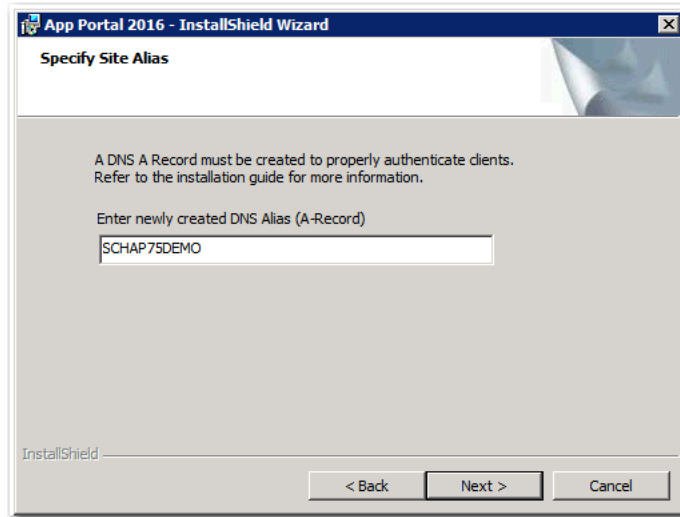 App Portal 2016 - InstallShield Wizard
Specify Site Alias
A DNS A Record must be created to properly authenticate clients.
Refer to the installation guide for more information.
Enter newly created DNS Alias (A-Record)
SCHAP75DEMO
InstallShield
< Back Next > Cancel